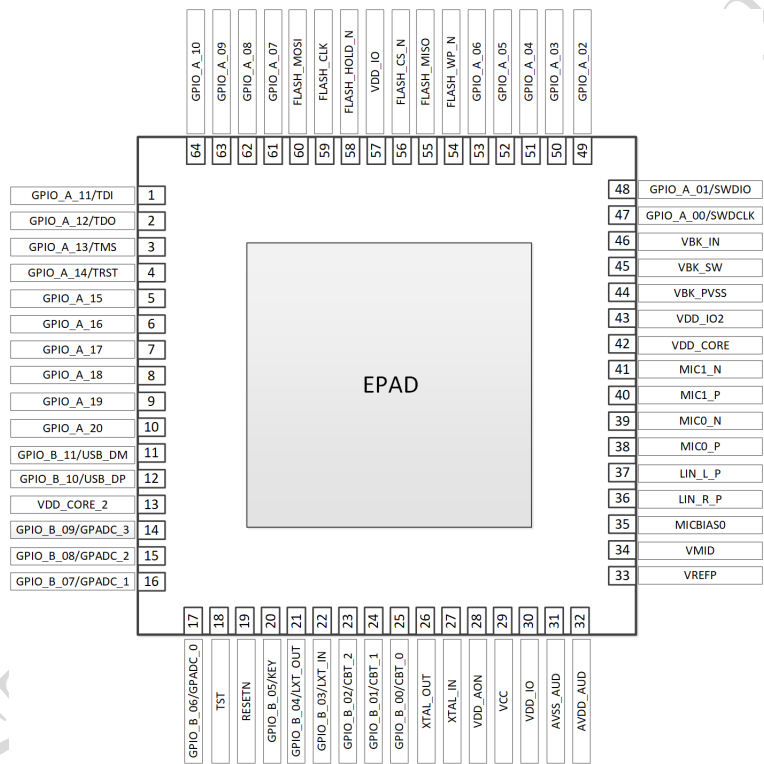 GPIO_A_10
GPIO_A_09
GPIO_A_08
GPIO_A_07
FLASH_MOSI
FLASH_CLK
FLASH_HOLD_N
VDD_IO
FLASH_CS_N
FLASH_MISO
FLASH_WP_N
GPIO_A_06
GPIO_A_05
GPIO_A_04
GPIO_A_03
GPIO_A_02
64
63
62
61
60
59
58
57
56
55
54
53
52
51
50
49
GPIO_A_11/TDI 1
GPIO_A_12/TDO 2
GPIO_A_13/TMS 3
GPIO_A_14/TRST 4
GPIO_A_15 5
GPIO_A_16 6
GPIO_A_17 7
GPIO_A_18 8
GPIO_A_19 9
GPIO_A_20 10
GPIO_B_11/USB_DM 11
GPIO_B_10/USB_DP 12
VDD_CORE_2 13
GPIO_B_09/GPADC_3 14
GPIO_B_08/GPADC_2 15
GPIO_B_07/GPADC_1 16
EPAD
48 GPIO_A_01/SWDIO
47 GPIO_A_00/SWDCLK
46 VBK_IN
45 VBK_SW
44 VBK_PVSS
43 VDD_IO2
42 VDD_CORE
41 MIC1_N
40 MIC1_P
39 MIC0_N
38 MIC0_P
37 LIN_L_P
36 LIN_R_P
35 MICBIAS0
34 VMID
33 VREFP
17
18
19
20
21
22
23
24
25
26
27
28
29
30
31
32
GPIO_B_06/GPADC_0
TST
RESETN
GPIO_B_05/KEY
GPIO_B_04/LXT_OUT
GPIO_B_03/LXT_IN
GPIO_B_02/CBT_2
GPIO_B_01/CBT_1
GPIO_B_00/CBT_0
XTAL_OUT
XTAL_IN
VDD_AON
VCC
VDD_IO
AVSS_AUD
AVDD_AUD